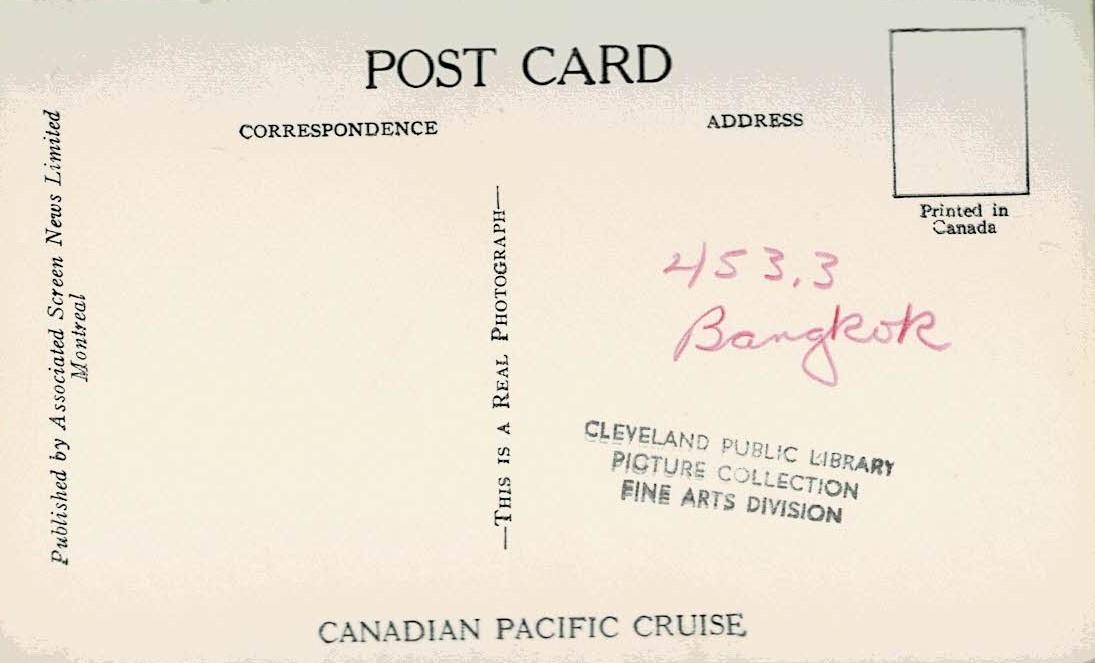 POST CARD
CORRESPONDENCE
ADDRESS
Printed in
Canada
Published by Associated Screen News Limited
Montreal
—THIS IS A REAL PHOTOGRAPH—
453.3
Bangkok
CLEVELAND PUBLIC LIBRARY
PICTURE COLLECTION
FINE ARTS DIVISION
CANADIAN PACIFIC CRUISE